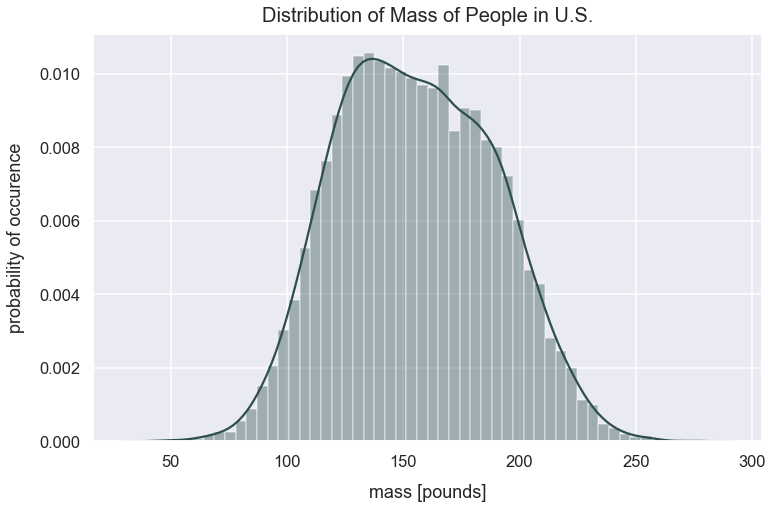 Distribution of Mass of People in U.S.
probability of occurence
0.010
0.008
0.006
0.004
0.002
0.000
50 100 150 200 250 300
mass [pounds]